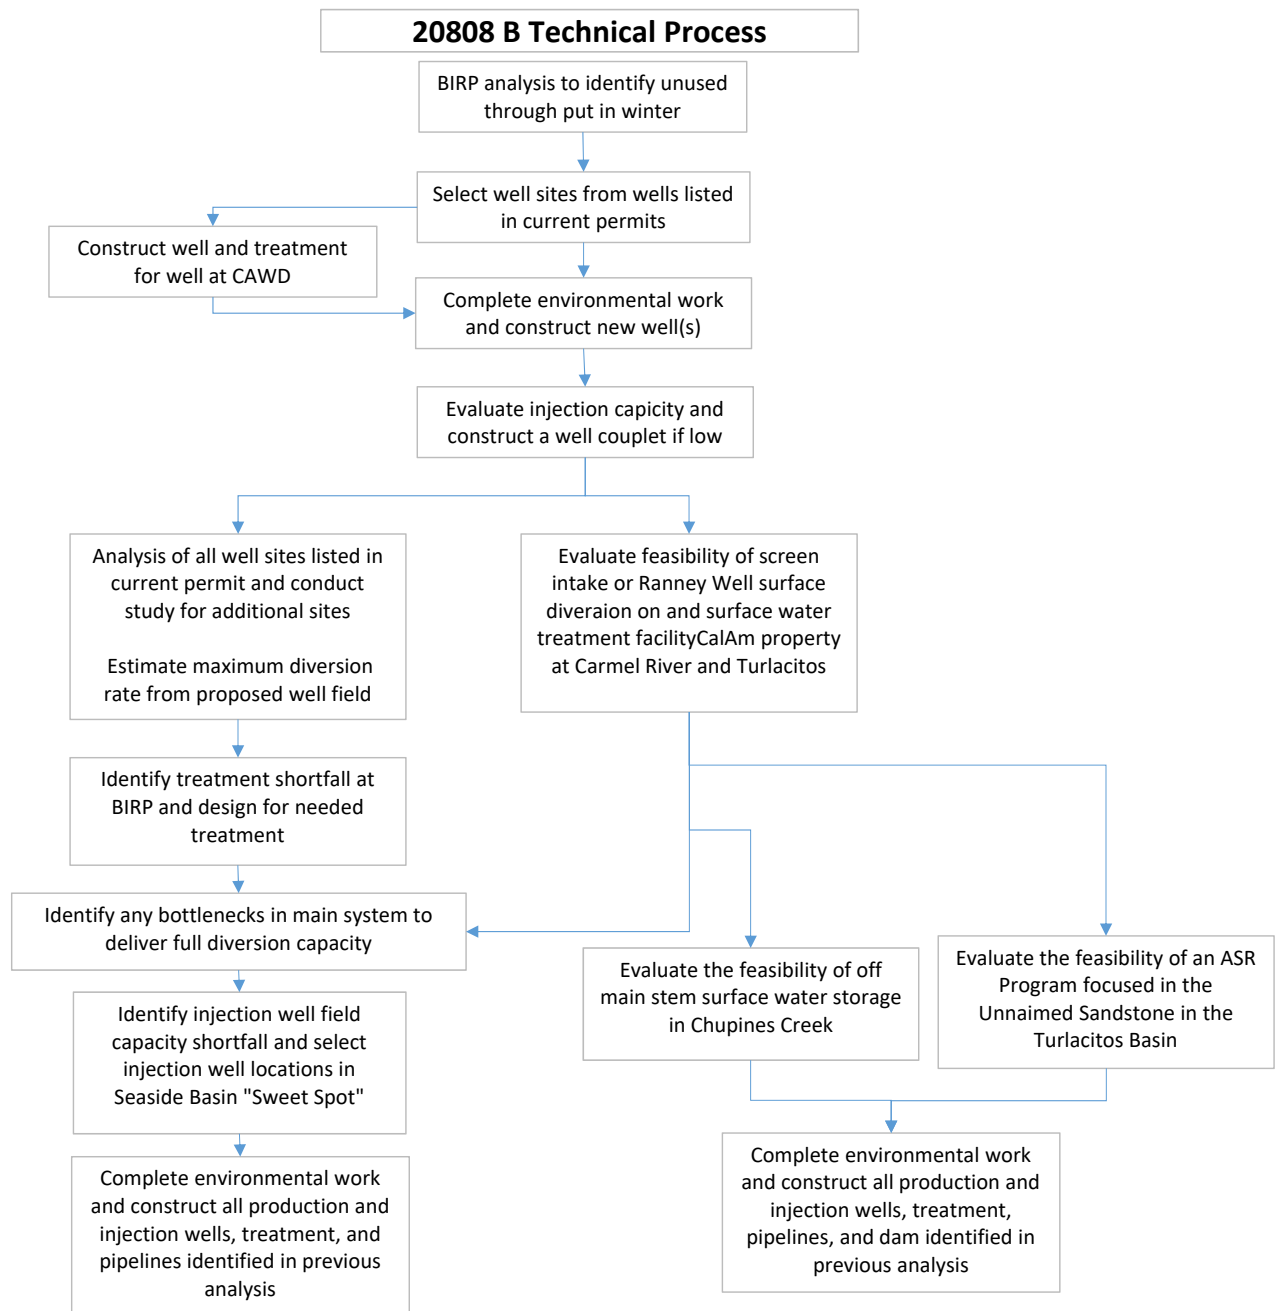 20808 B Technical Process
BIRP analysis to identify unused
through put in winter
Select well sites from wells listed
in current permits
Construct well and treatment
for well at CAWD
Complete environmental work
and construct new well(s)
Evaluate injection capicity and
construct a well couplet if low
Analysis of all well sites listed in
current permit and conduct
study for additional sites
Estimate maximum diversion
rate from proposed well field
Evaluate feasibility of screen
intake or Ranney Well surface
diveraion on and surface water
treatment facilityCalAm property
at Carmel River and Turlacitos
Identify treatment shortfall at
BIRP and design for needed
treatment
Identify any bottlenecks in main system to
deliver full diversion capacity
Evaluate the feasibility of off
main stem surface water storage
in Chupines Creek
Evaluate the feasibility of an ASR
Program focused in the
Unnaimed Sandstone in the
Turlacitos Basin
Identify injection well field
capacity shortfall and select
injection well locations in
Seaside Basin "Sweet Spot"
Complete environmental work
and construct all production and
injection wells, treatment, and
pipelines identified in previous
analysis
Complete environmental work
and construct all production and
injection wells, treatment,
pipelines, and dam identified in
previous analysis